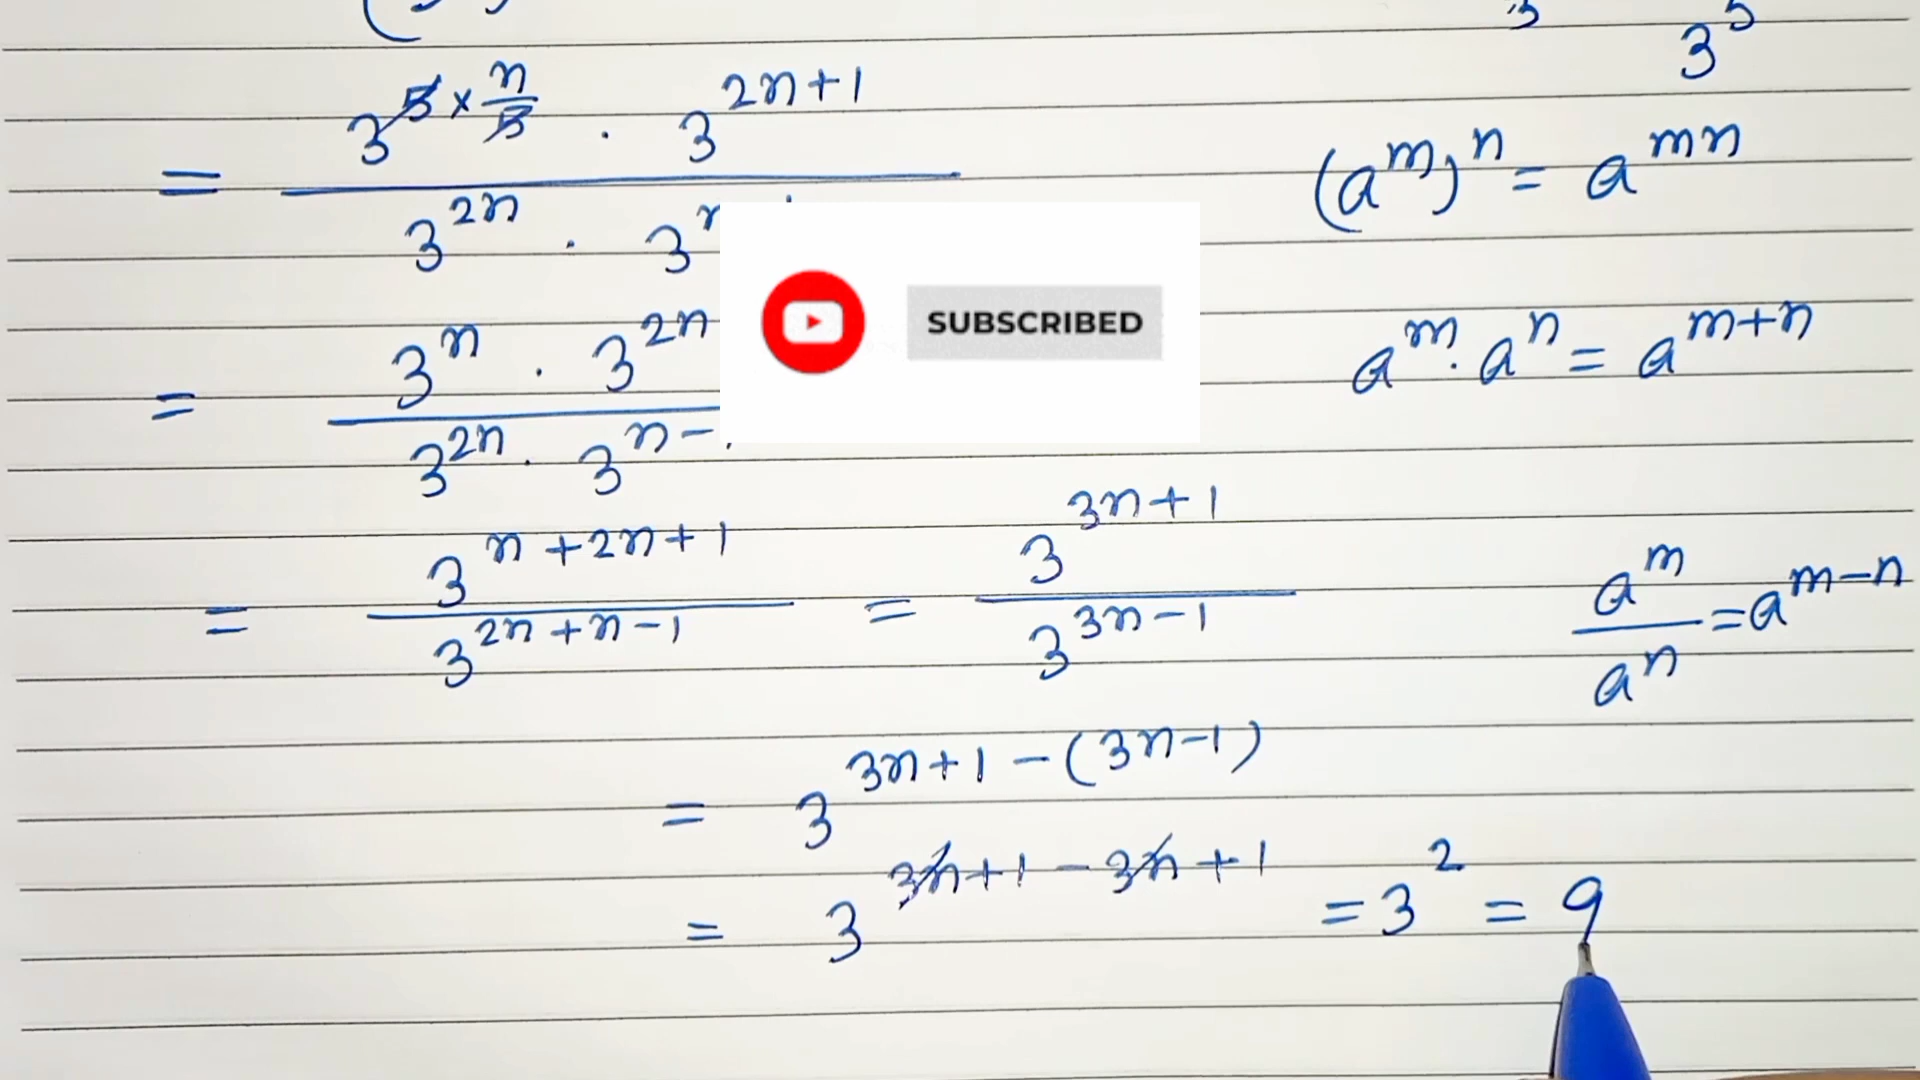 3^5
= 3^(5×n/5) · 3^(2n+1) / 3^(2n) · 3^n
(a^m)^n = a^(mn)
SUBSCRIBED
= 3^n · 3^(2n) / 3^(2n) · 3^(n-
a^m · a^n = a^(m+n)
= 3^(n+2n+1) / 3^(2n+n-1) = 3^(3n+1) / 3^(3n-1)
a^m / a^n = a^(m-n)
= 3^(3n+1-(3n-1))
= 3^(3n+1-3n+1) = 3^2 = 9